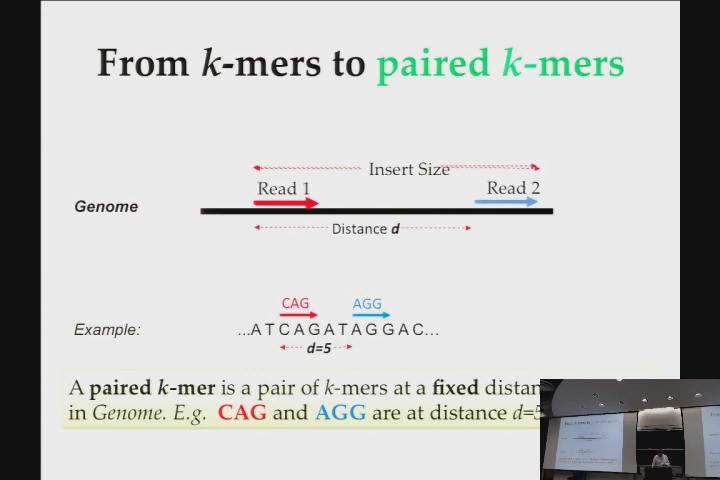 From k-mers to paired k-mers
Insert Size
Read 1
Read 2
Genome
Distance d
CAG
AGG
Example:
...A T C A G A T A G G A C...
d=5
A paired k-mer is a pair of k-mers at a fixed distan
in Genome. E.g. CAG and AGG are at distance d=5